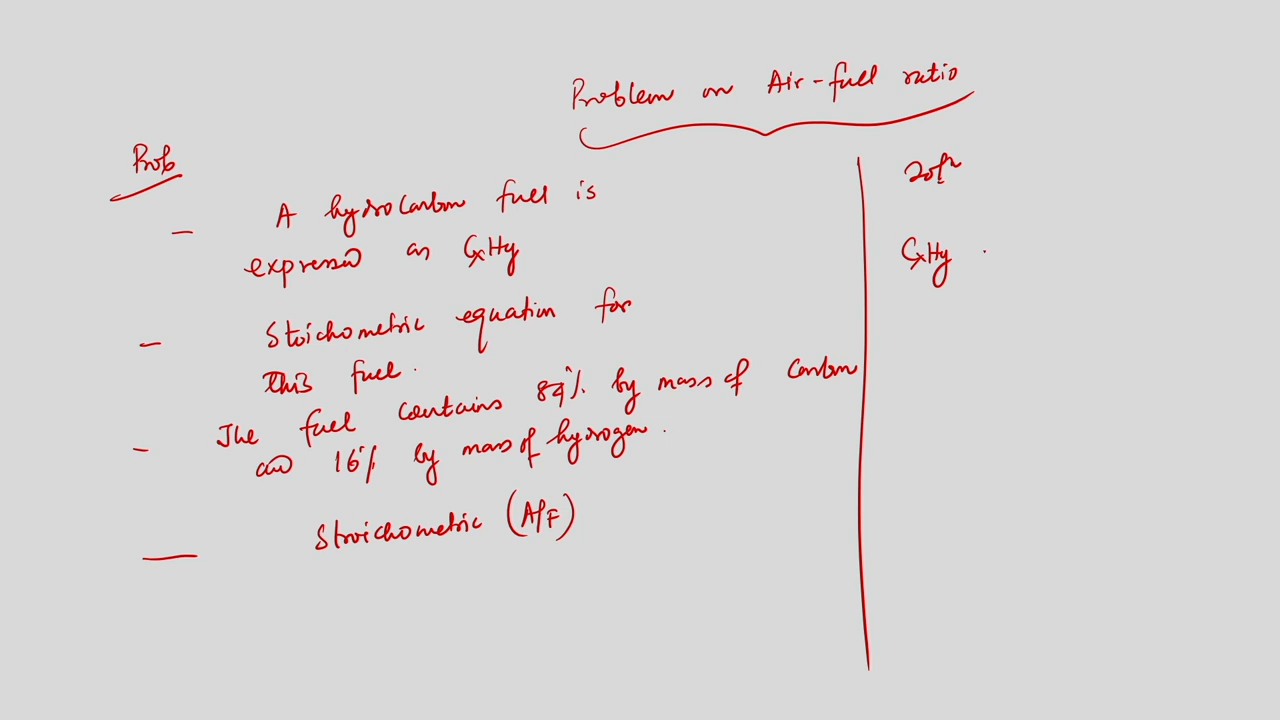 Problem on Air-fuel ratio
Prob
- A hydrocarbon fuel is
expressed as CxHy
- Stoichometric equation for
this fuel.
- The fuel contains 84% by mass of Carbon
and 16% by mass of hydrogen.
Stoichometric (A/F)
Soln
CxHy.